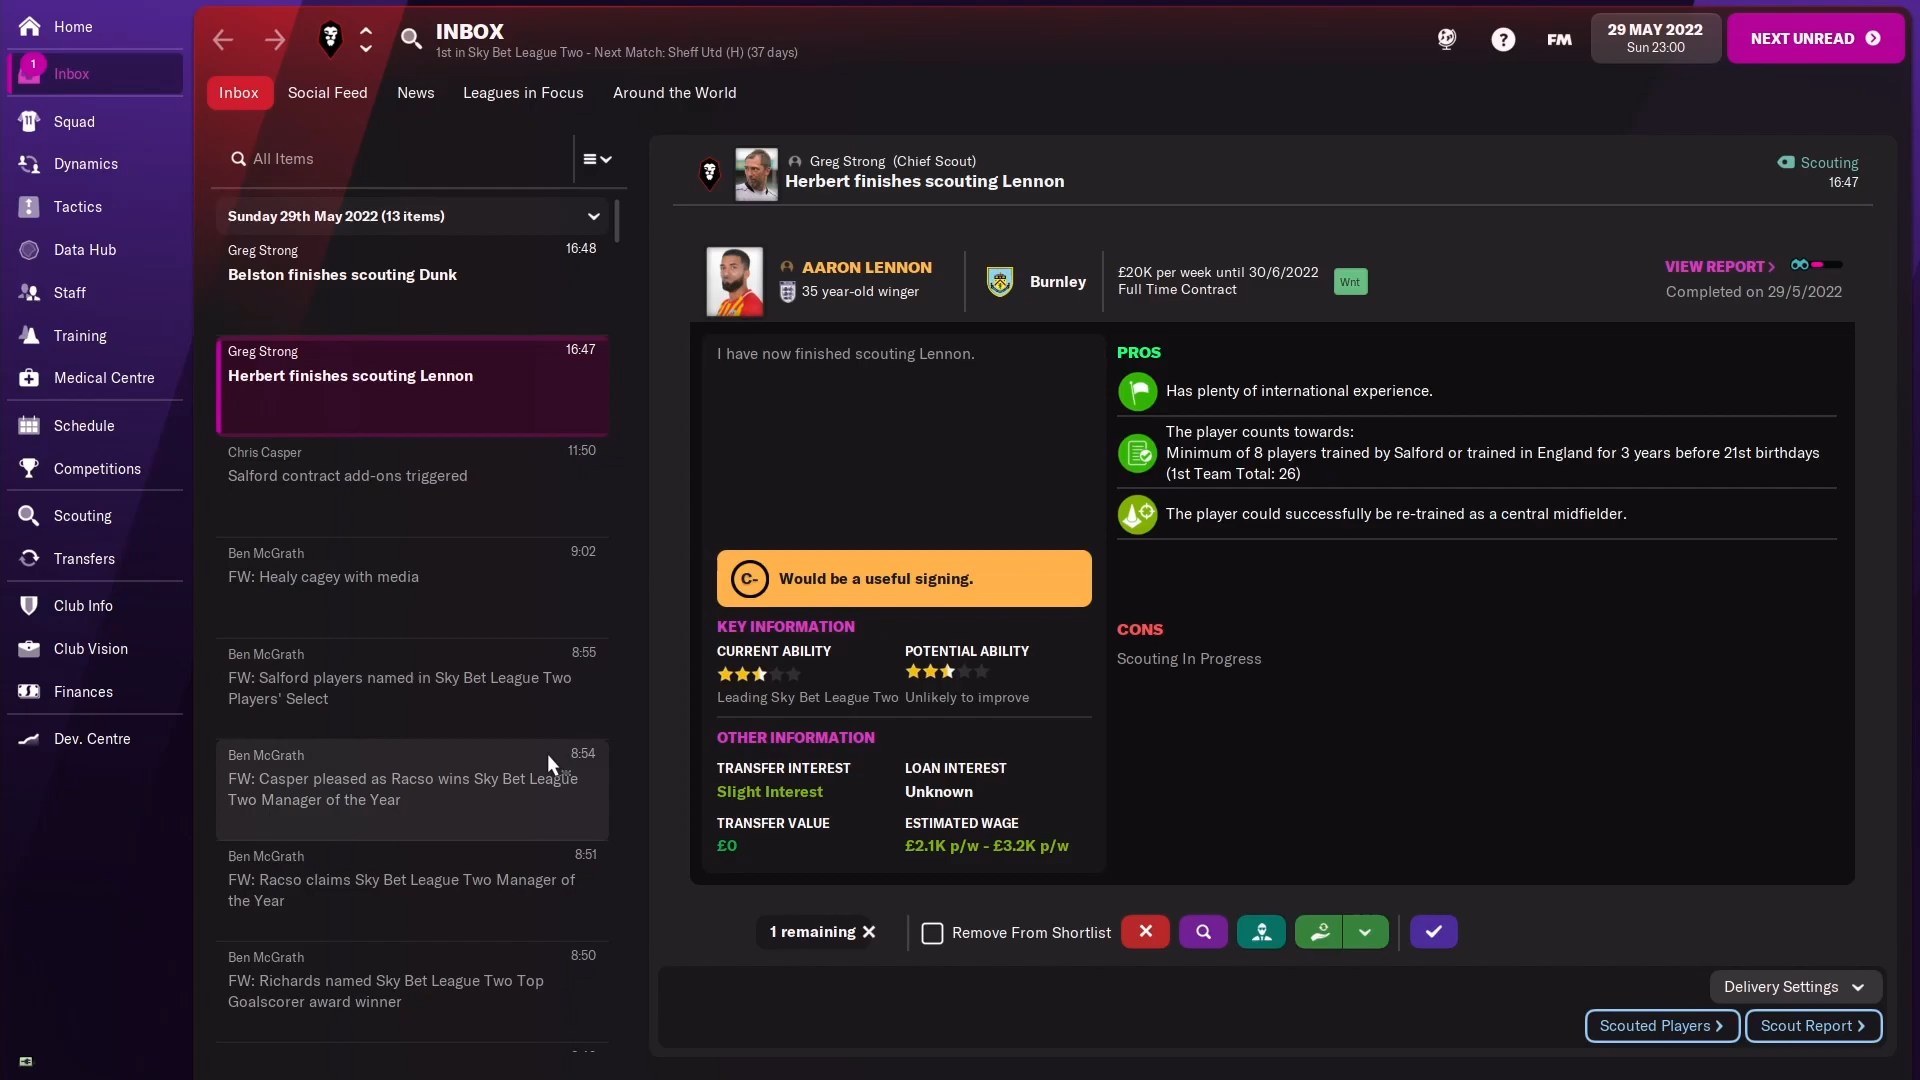 Home
1
Inbox
Squad
Dynamics
Tactics
Data Hub
Staff
Training
Medical Centre
Schedule
Competitions
Scouting
Transfers
Club Info
Club Vision
Finances
Dev. Centre
INBOX
1st in Sky Bet League Two - Next Match: Sheff Utd (H) (37 days)
?
FM
29 MAY 2022
Sun 23:00
NEXT UNREAD
Inbox
Social Feed
News
Leagues in Focus
Around the World
All Items
Sunday 29th May 2022 (13 items)
Greg Strong
16:48
Belston finishes scouting Dunk
Greg Strong
16:47
Herbert finishes scouting Lennon
Chris Casper
11:50
Salford contract add-ons triggered
Ben McGrath
9:02
FW: Healy cagey with media
Ben McGrath
8:55
FW: Salford players named in Sky Bet League Two
Players' Select
Ben McGrath
8:54
FW: Casper pleased as Racso wins Sky Bet League
Two Manager of the Year
Ben McGrath
8:51
FW: Racso claims Sky Bet League Two Manager of
the Year
Ben McGrath
8:50
FW: Richards named Sky Bet League Two Top
Goalscorer award winner
Greg Strong (Chief Scout)
Herbert finishes scouting Lennon
Scouting
16:47
AARON LENNON
35 year-old winger
Burnley
£20K per week until 30/6/2022
Full Time Contract
Wnt
VIEW REPORT >
Completed on 29/5/2022
I have now finished scouting Lennon.
C-
Would be a useful signing.
KEY INFORMATION
CURRENT ABILITY
POTENTIAL ABILITY
Leading Sky Bet League Two
Unlikely to improve
OTHER INFORMATION
TRANSFER INTEREST
LOAN INTEREST
Slight Interest
Unknown
TRANSFER VALUE
ESTIMATED WAGE
£0
£2.1K p/w - £3.2K p/w
PROS
Has plenty of international experience.
The player counts towards:
Minimum of 8 players trained by Salford or trained in England for 3 years before 21st birthdays
(1st Team Total: 26)
The player could successfully be re-trained as a central midfielder.
CONS
Scouting In Progress
1 remaining
Remove From Shortlist
Delivery Settings
Scouted Players >
Scout Report >